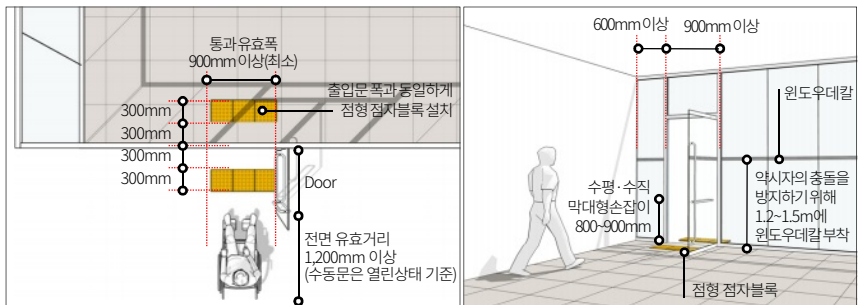 통과 유효폭
900mm 이상(최소)
출입문 폭과 동일하게
점형 점자블록 설치
300mm
300mm
300mm
300mm
Door
전면 유효거리
1,200mm 이상
(수동문은 열린상태 기준)
600mm 이상
900mm 이상
윈도우데칼
수평·수직
막대형손잡이
800~900mm
약시자의 충돌을
방지하기 위해
1.2~1.5m에
윈도우데칼 부착
점형 점자블록